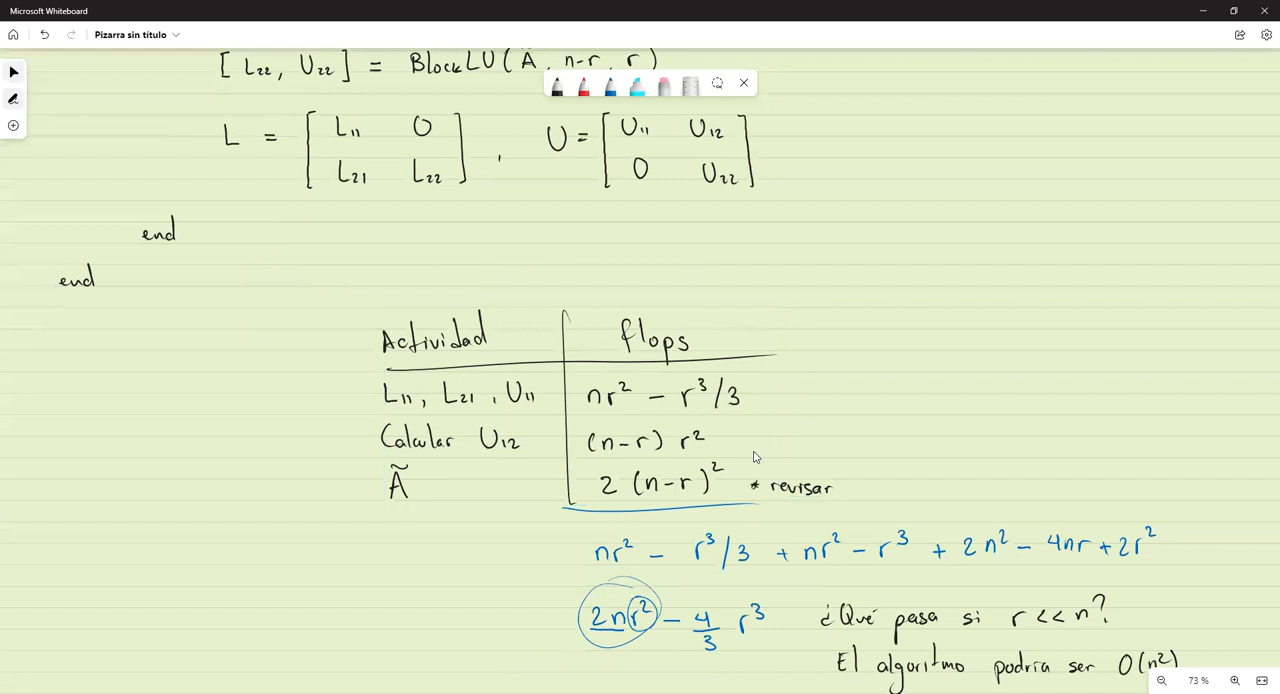 Microsoft Whiteboard
Pizarra sin título
[ L₂₂, U₂₂ ] = BlockLU( Ã, n-r, r )
L = [ L₁₁ 0
L₂₁ L₂₂ ] , U = [ U₁₁ U₁₂
0 U₂₂ ]
end
end
Actividad flops
L₁₁, L₂₁, U₁₁ nr² - r³/3
Calcular U₁₂ (n-r) r²
Ã 2 (n-r)² * revisar
nr² - r³/3 + nr² - r³ + 2n² - 4nr + 2r²
2nr² - 4/3 r³ ¿Qué pasa si r << n?
El algoritmo podría ser O(n²)
73 %